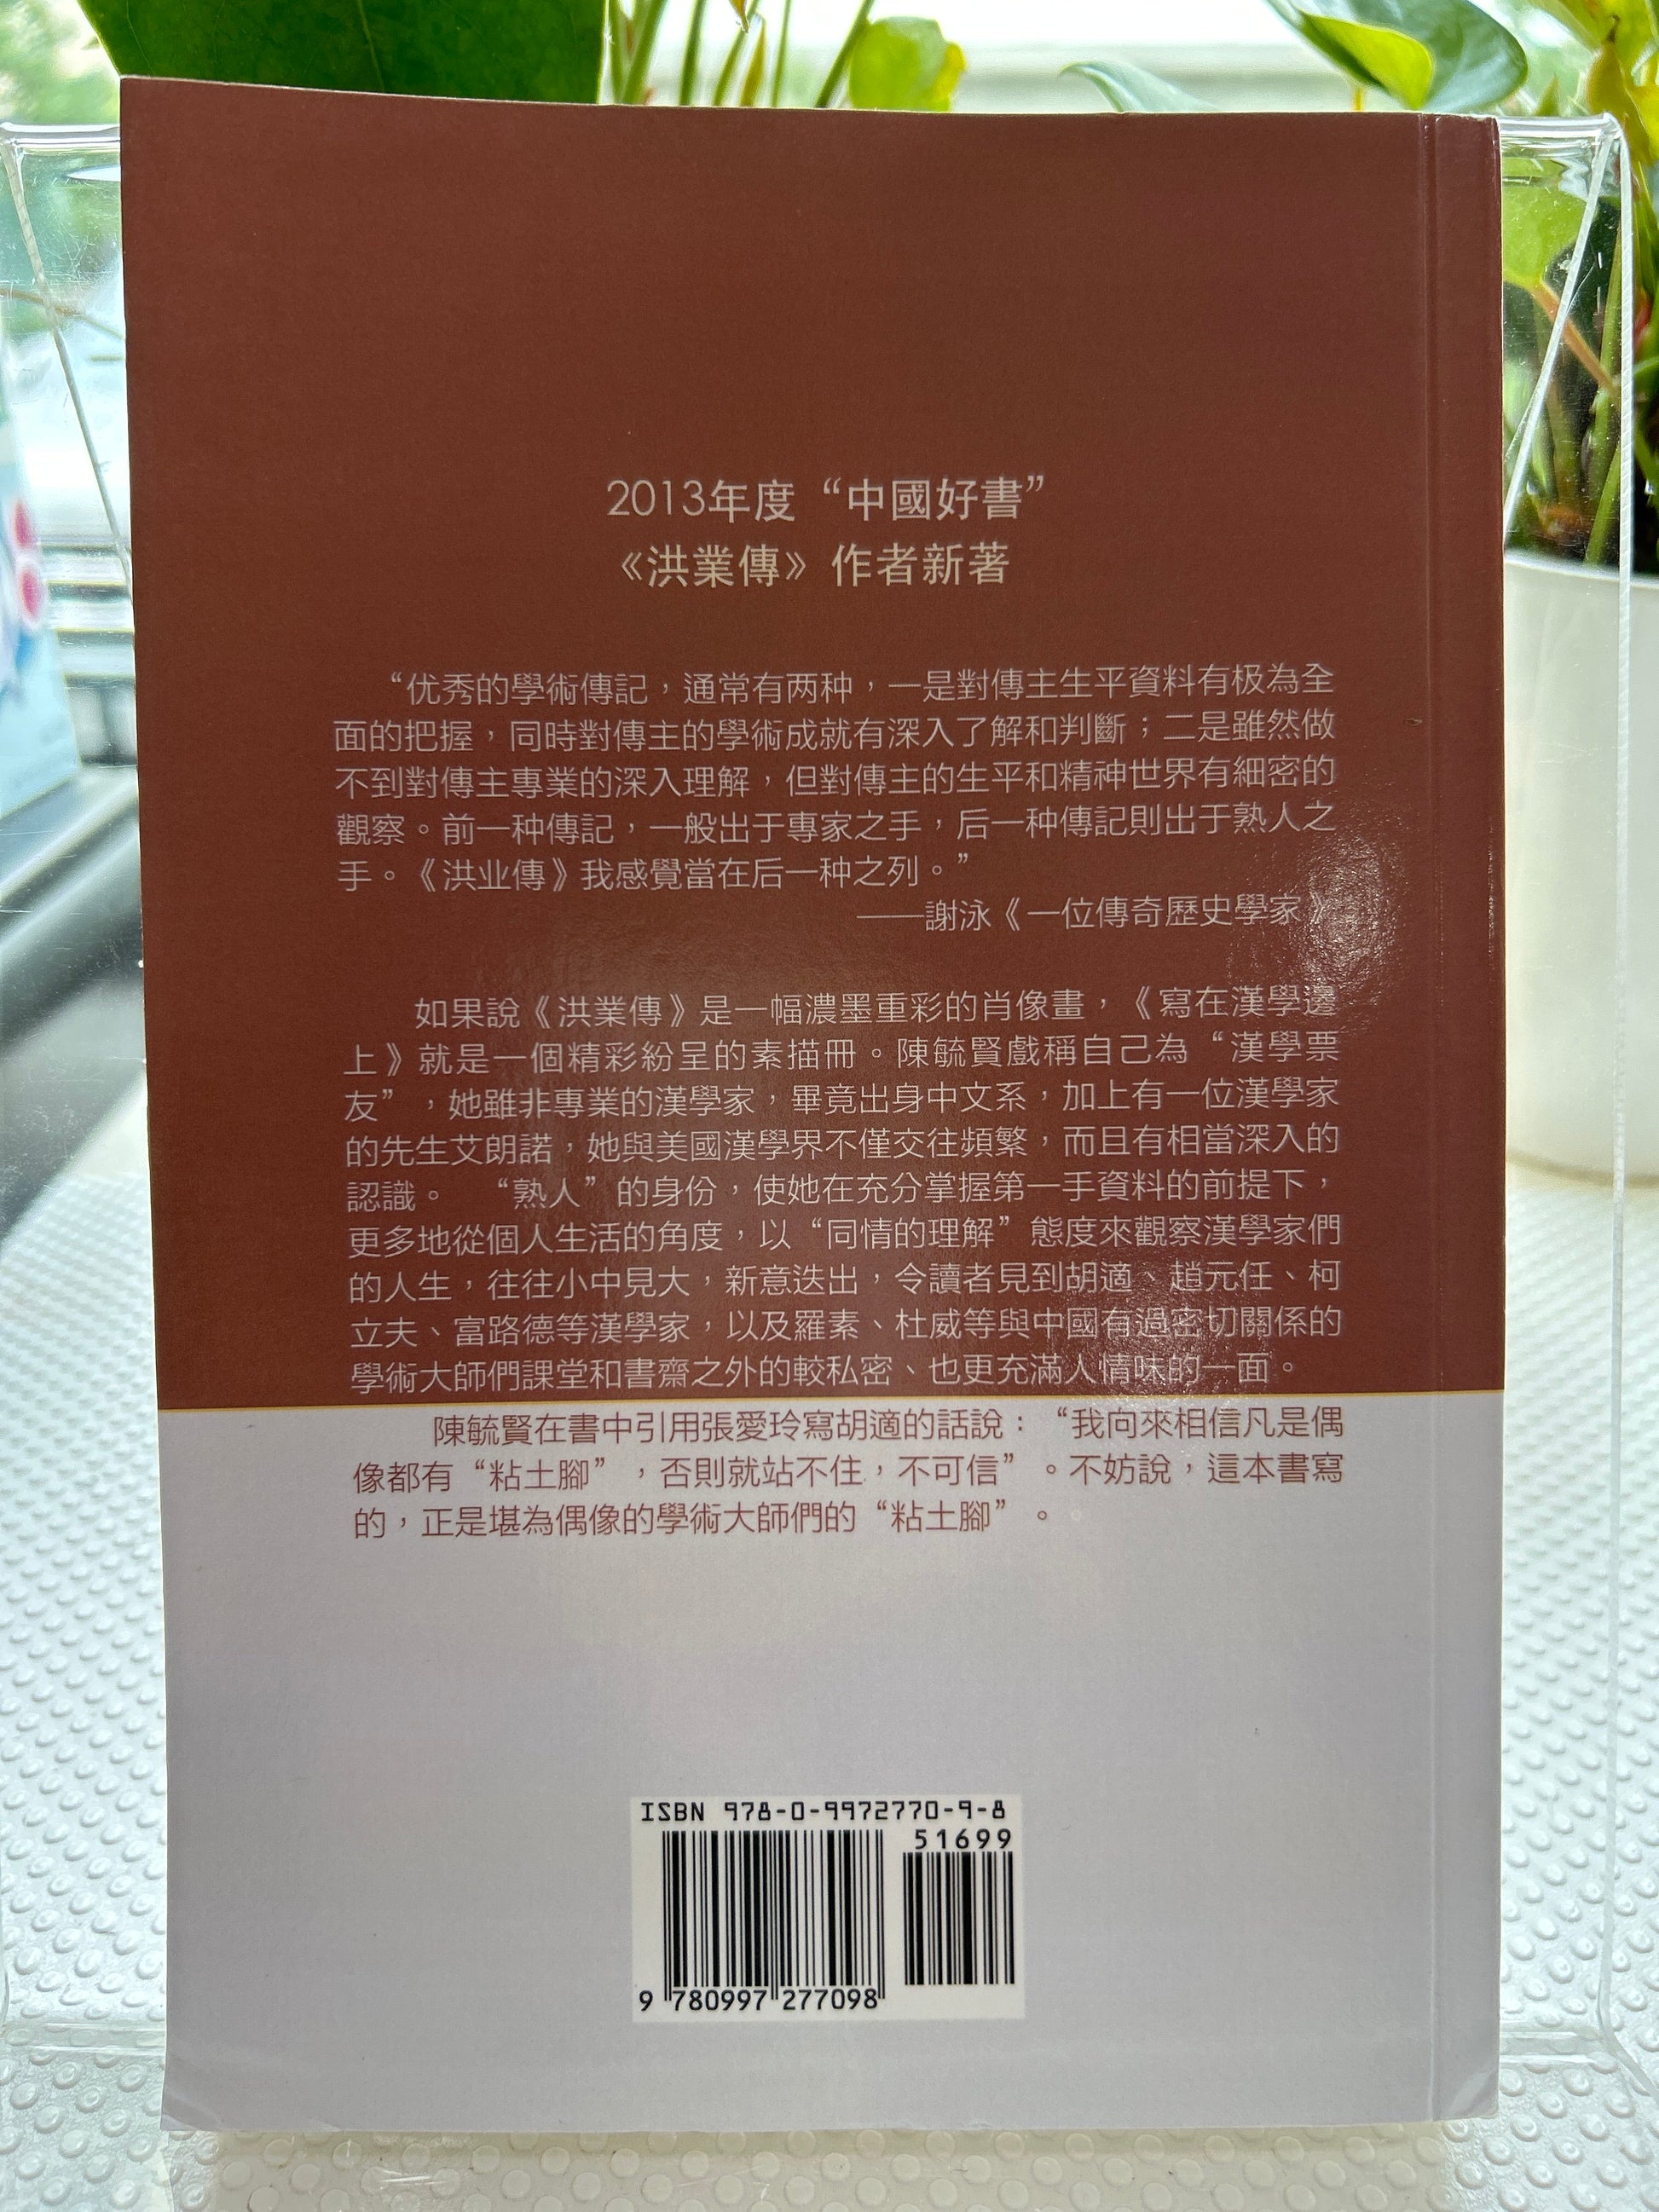 2013年度“中國好書”
《洪業傳》作者新著
“优秀的學術傳記，通常有两种，一是對傳主生平資料有极為全
面的把握，同時對傳主的學術成就有深入了解和判斷；二是雖然做
不到對傳主專業的深入理解，但對傳主的生平和精神世界有細密的
觀察。前一种傳記，一般出于專家之手，后一种傳記則出于熟人之
手。《洪业傳》我感覺當在后一种之列。”
——謝泳《一位傳奇歷史學家》
如果說《洪業傳》是一幅濃墨重彩的肖像畫，《寫在漢學邊
上》就是一個精彩紛呈的素描冊。陳毓賢戲稱自己為“漢學票
友”，她雖非專業的漢學家，畢竟出身中文系，加上有一位漢學家
的先生艾朗諾，她與美國漢學界不僅交往頻繁，而且有相當深入的
認識。“熟人”的身份，使她在充分掌握第一手資料的前提下，
更多地從個人生活的角度，以“同情的理解”態度來觀察漢學家們
的人生，往往小中見大，新意迭出，令讀者見到胡適、趙元任、柯
立夫、富路德等漢學家，以及羅素、杜威等與中國有過密切關係的
學術大師們課堂和書齋之外的較私密、也更充滿人情味的一面。
陳毓賢在書中引用張愛玲寫胡適的話說：“我向來相信凡是偶
像都有“粘土腳”，否則就站不住，不可信”。不妨說，這本書寫
的，正是堪為偶像的學術大師們的“粘土腳”。
ISBN 978-0-9972770-9-8
51699
9 780997 277098